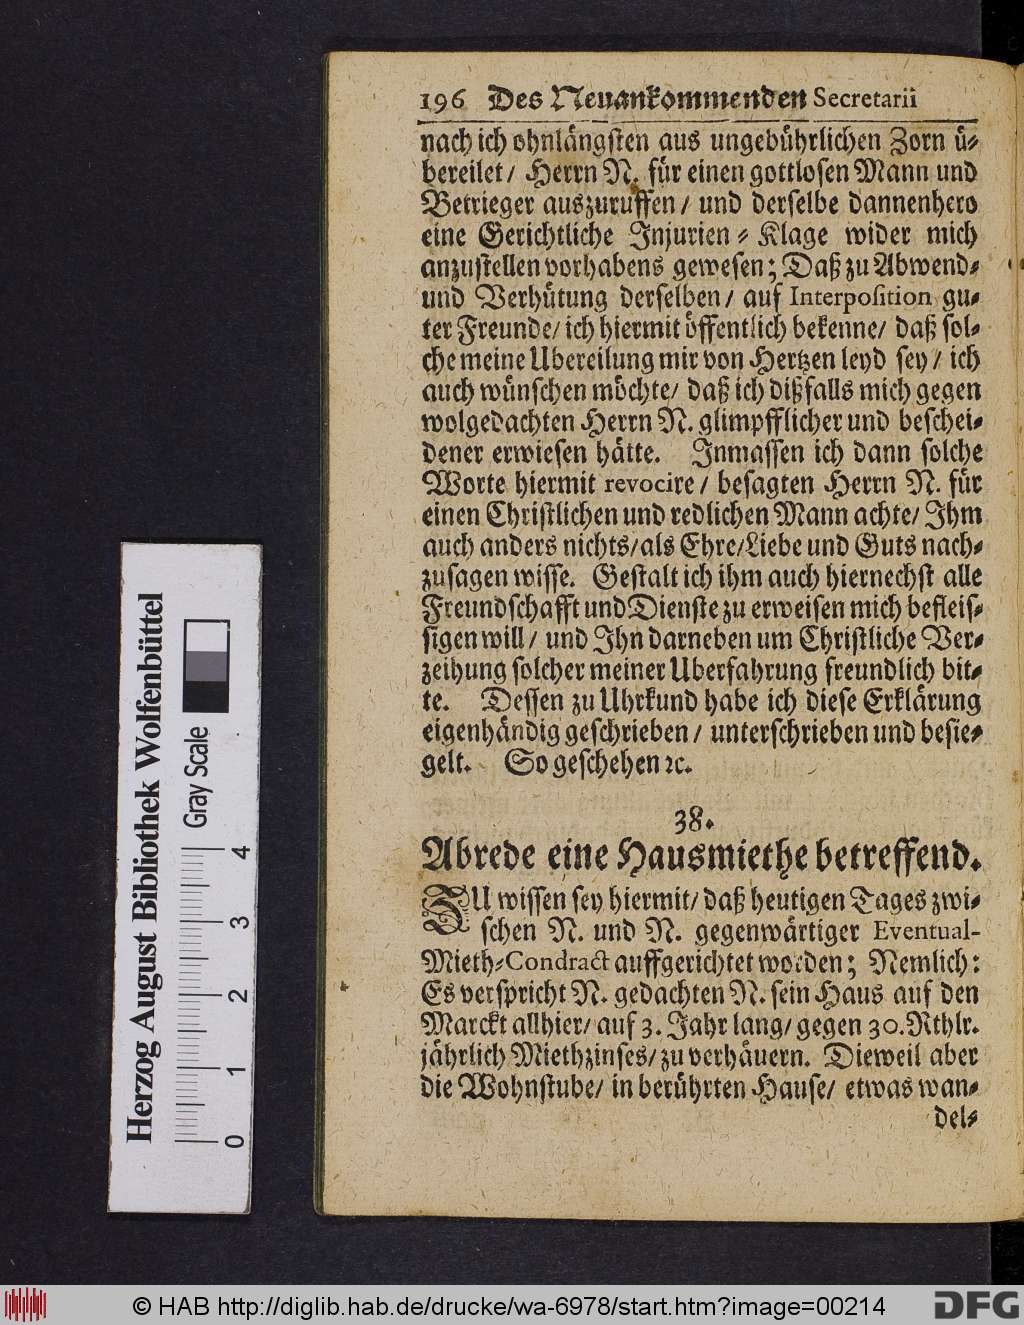 196 Des Neuankommenden Secretarii
nach ich ohnlängsten aus ungebührlichen Zorn ü-
bereilet/ Herrn N. für einen gottlosen Mann und
Betrieger auszuruffen/ und derselbe dannenhero
eine Gerichtliche Injurien-Klage wider mich
anzustellen vorhabens gewesen; Daß zu Abwend-
und Verhütung derselben/ auf Interposition gu-
ter Freunde/ ich hiermit öffentlich bekenne/ daß sol-
che meine Ubereilung mir von Hertzen leyd sey/ ich
auch wünschen möchte/ daß ich dißfalls mich gegen
wolgedachten Herrn N. glimpfflicher und beschei-
dener erwiesen hätte. Inmassen ich dann solche
Worte hiermit revocire/ besagten Herrn N. für
einen Christlichen und redlichen Mann achte/ Ihm
auch anders nichts/ als Ehre/ Liebe und Guts nach-
zusagen wisse. Gestalt ich ihm auch hiernechst alle
Freundschafft und Dienste zu erweisen mich befleis-
sigen will/ und Ihn darneben um Christliche Ver-
zeihung solcher meiner Uberfahrung freundlich bit-
te. Dessen zu Uhrkund habe ich diese Erklärung
eigenhändig geschrieben/ unterschrieben und besie-
gelt. So geschehen ꝛc.
38.
Abrede eine Hausmiethe betreffend.
ZU wissen sey hiermit/ daß heutigen Tages zwi-
schen N. und N. gegenwärtiger Eventual-
Mieth-Condract auffgerichtet worden; Nemlich:
Es verspricht N. gedachten N. sein Haus auf den
Marckt allhier/ auf 3. Jahr lang/ gegen 30. Rthlr.
jährlich Miethzinses/ zu verhäuern. Dieweil aber
die Wohnstube/ in berührten Hause/ etwas wan-
del-
Herzog August Bibliothek Wolfenbüttel
Gray Scale
0 1 2 3 4
© HAB http://diglib.hab.de/drucke/wa-6978/start.htm?image=00214
DFG